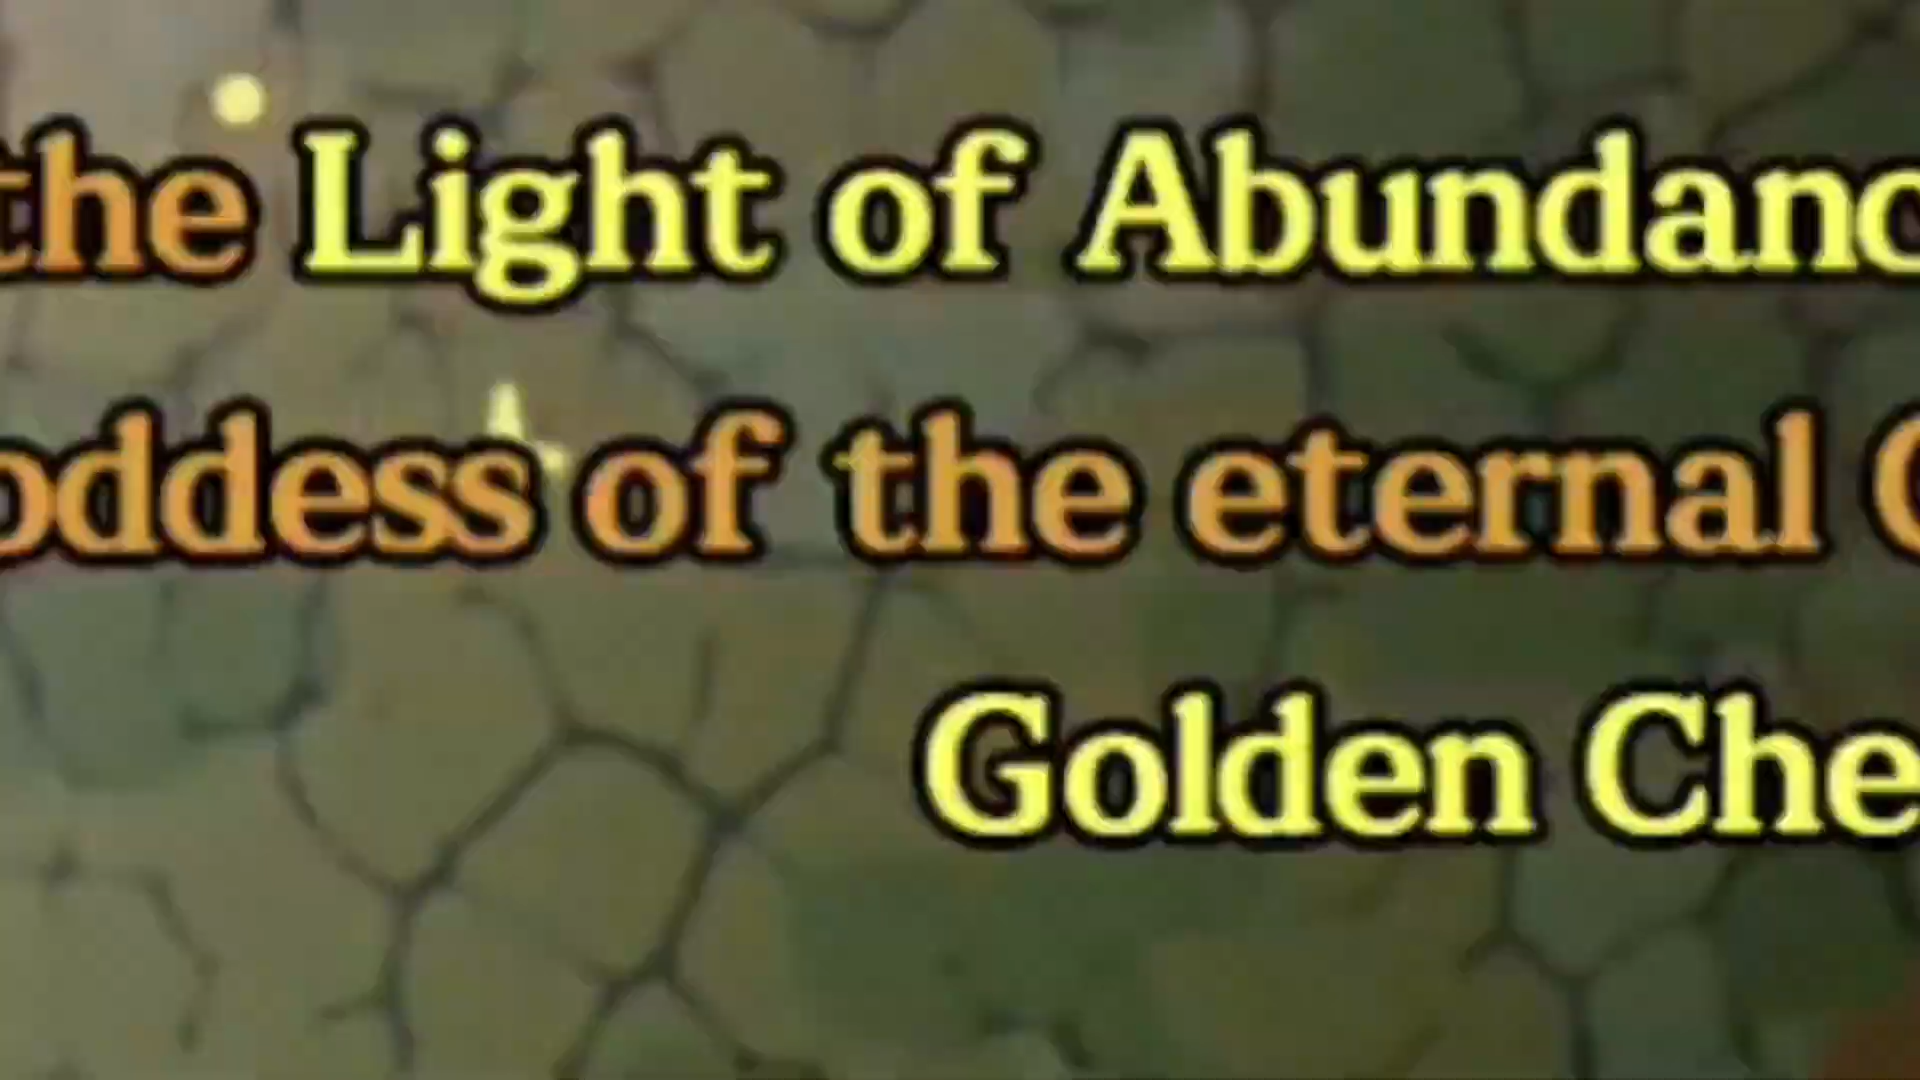 the Light of Abundanc
oddess of the eternal
Golden Che